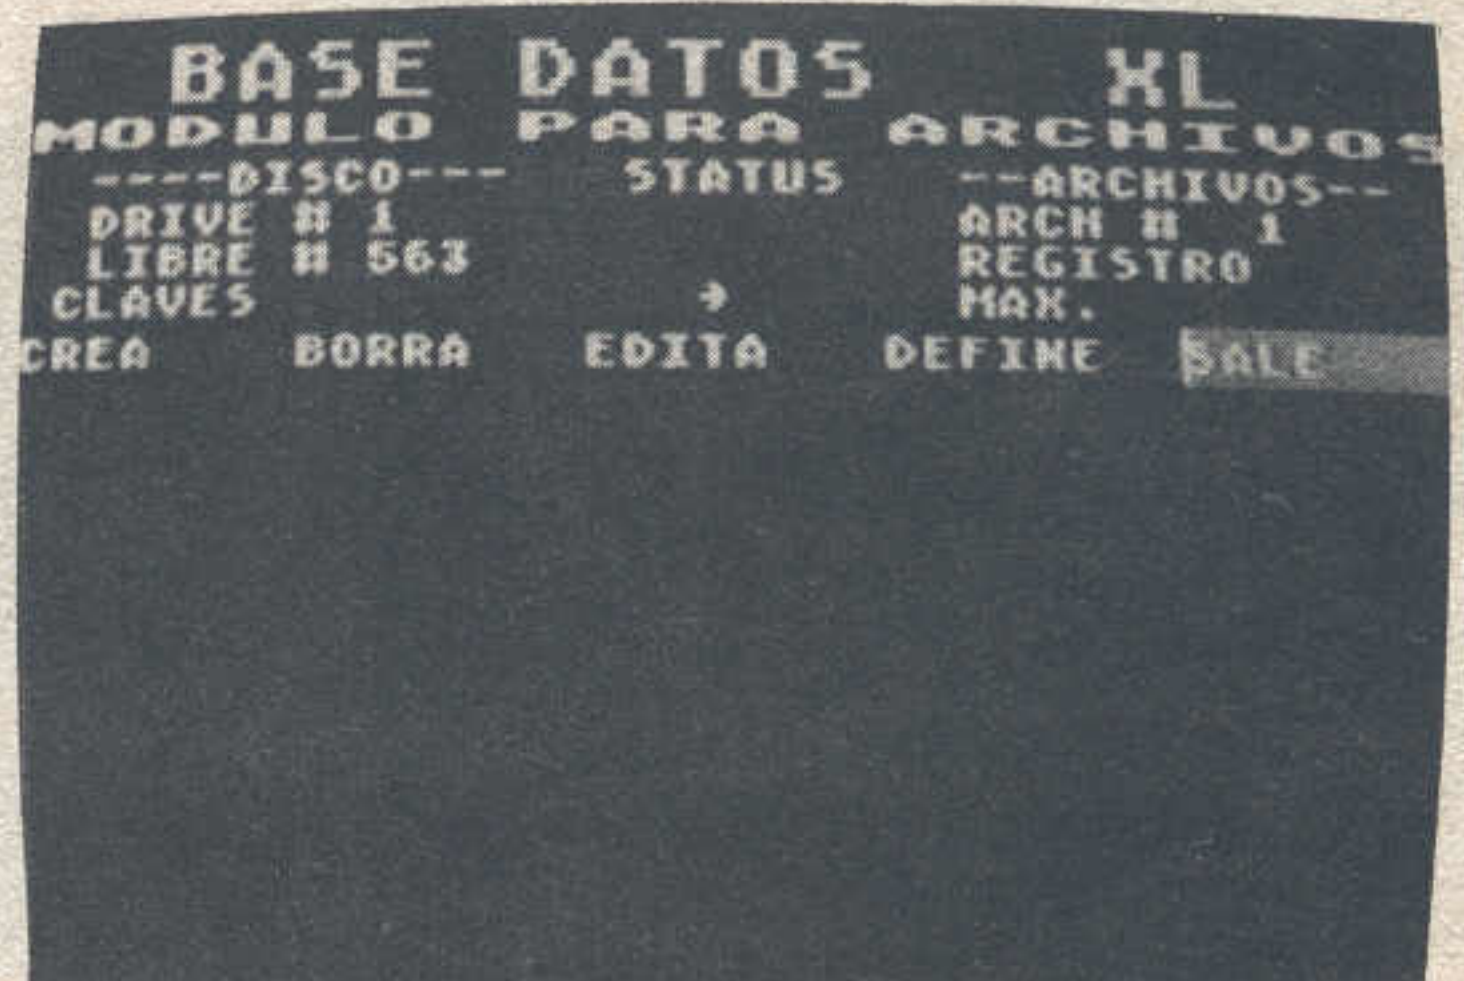 BASE DATOS XL
MODULO PARA ARCHIVOS
----DISCO--- STATUS --ARCHIVOS--
DRIVE # 1 ARCH # 1
LIBRE # 563 REGISTRO
CLAVES → MAX.
CREA BORRA EDITA DEFINE SALE